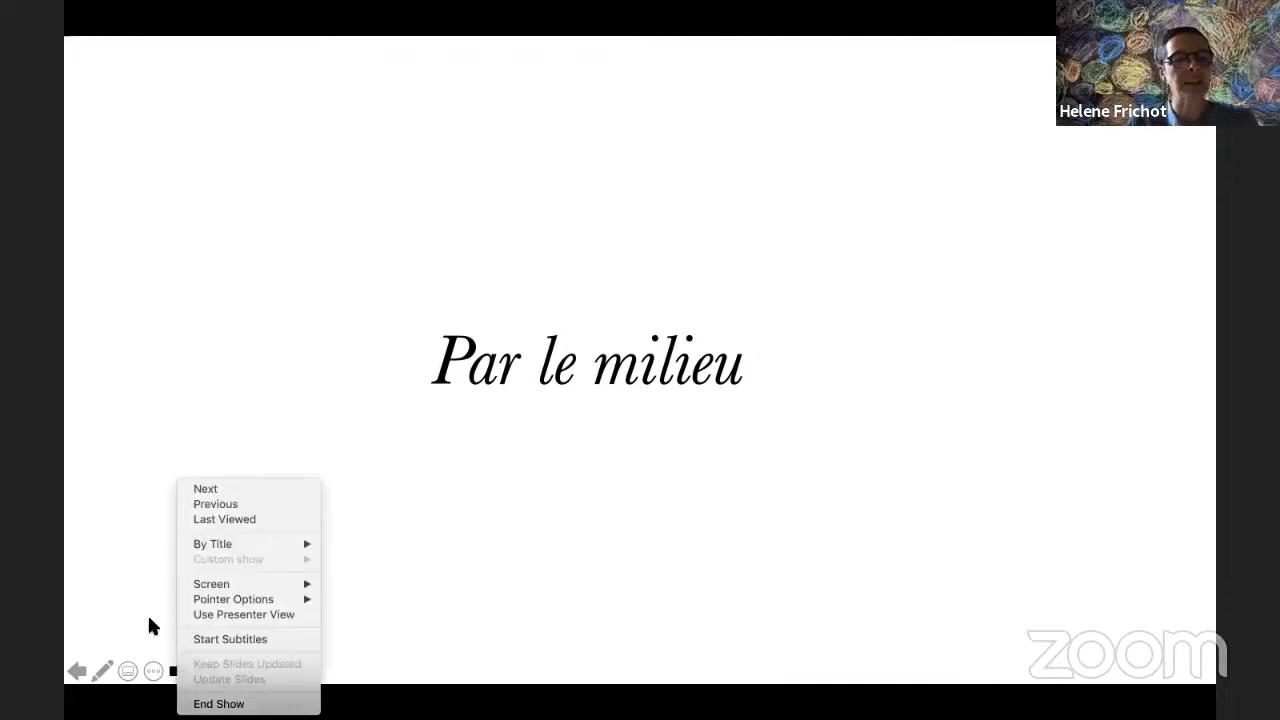 Helene Frichot
Par le milieu
Next
Previous
Last Viewed
By Title
Custom show
Screen
Pointer Options
Use Presenter View
Start Subtitles
Keep Slides Updated
Update Slides
End Show
zoom